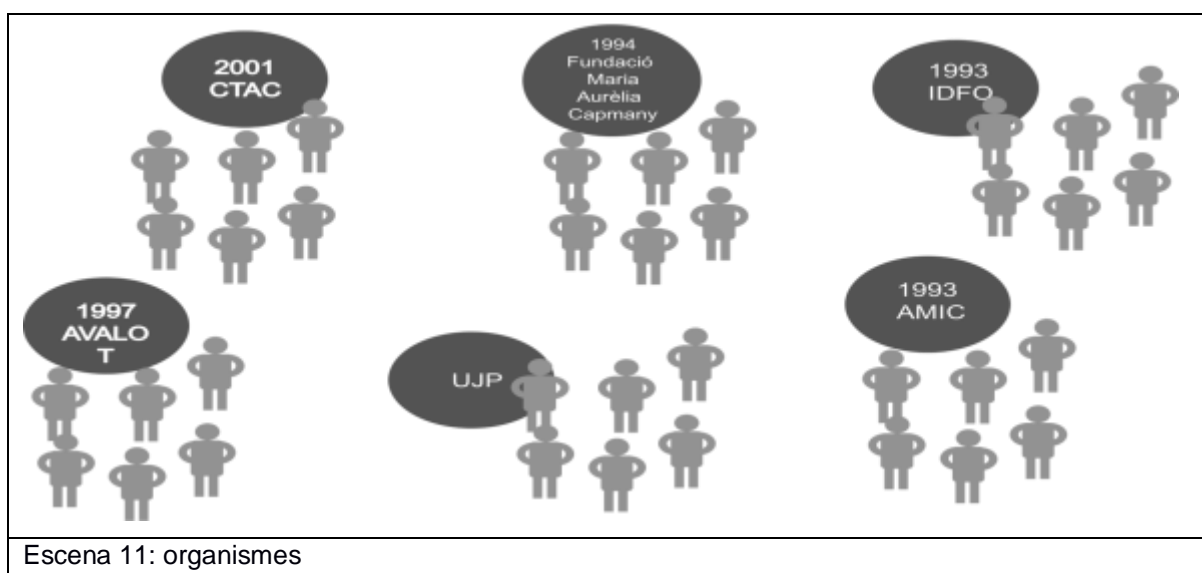 2001
CTAC
1994
Fundació
Maria
Aurèlia
Capmany
1993
IDFO
1997
AVALO
T
UJP
1993
AMIC
Escena 11: organismes